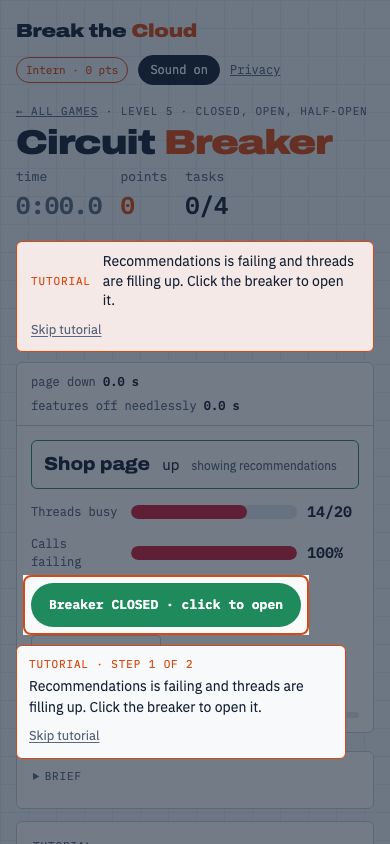 Break the Cloud
Intern · 0 pts
Sound on
Privacy
← ALL GAMES · LEVEL 5 · CLOSED, OPEN, HALF-OPEN
Circuit Breaker
time
points
tasks
0:00.0
0
0/4
TUTORIAL
Recommendations is failing and threads
are filling up. Click the breaker to open
it.
Skip tutorial
page down 0.0 s
features off needlessly 0.0 s
Shop page up showing recommendations
Threads busy
14/20
Calls
failing
100%
Breaker CLOSED · click to open
TUTORIAL · STEP 1 OF 2
Recommendations is failing and threads are
filling up. Click the breaker to open it.
Skip tutorial
▶ BRIEF